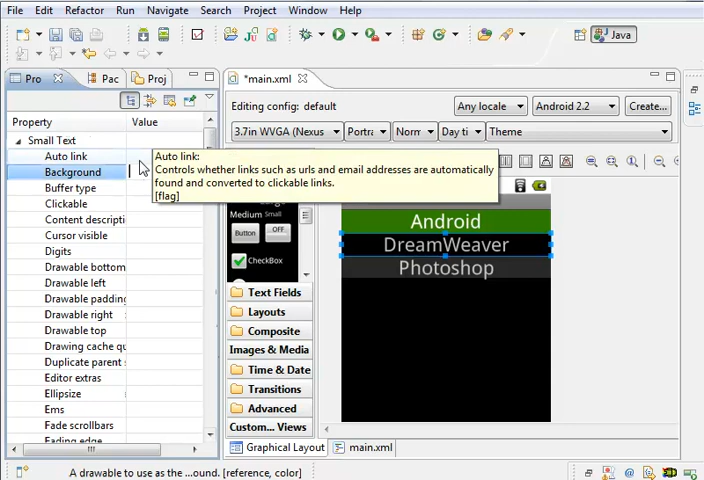 File Edit Refactor Run Navigate Search Project Window Help
Java
Pro Pac Proj
*main.xml
Editing config: default
Any locale Android 2.2 Create...
3.7in WVGA (Nexus Portra Norm Day ti Theme
Property Value
Small Text
Auto link
Background
Buffer type
Clickable
Content descripti
Cursor visible
Digits
Drawable bottom
Drawable left
Drawable padding
Drawable right
Drawable top
Drawing cache qu
Duplicate parent s
Editor extras
Ellipsize
Ems
Fade scrollbars
Fading edge
Auto link:
Controls whether links such as urls and email addresses are automatically
found and converted to clickable links.
[flag]
Medium Small
Button OFF
CheckBox
Text Fields
Layouts
Composite
Images & Media
Time & Date
Transitions
Advanced
Custom... Views
Android
DreamWeaver
Photoshop
Graphical Layout main.xml
A drawable to use as the ...ound. [reference, color]